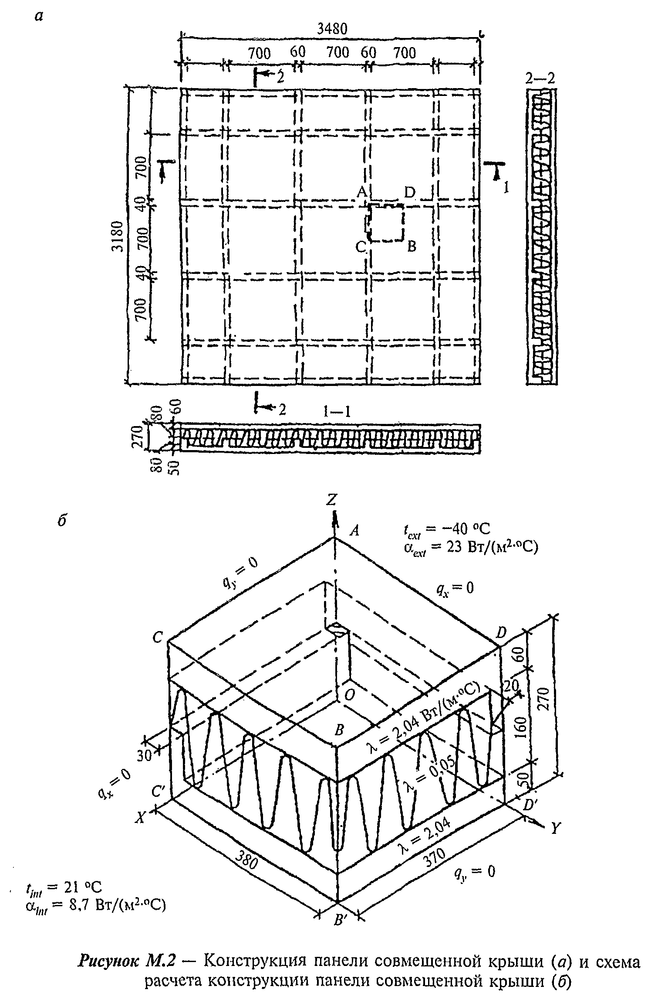 а
3480
700 60 700 60 700
2
2—2
700
40
700
40
700
3180
1
A D
C B
2
1—1
80 60
270
80 50
Z
б
A
t_ext = −40 °C
α_ext = 23 Вт/(м²·°C)
q_y = 0
q_x = 0
C
D
60
20
270
160
50
O
B
λ = 2,04 Вт/(м·°C)
λ = 0,05
λ = 2,04
30
q_x = 0
C'
X
D'
Y
380
370
q_y = 0
t_int = 21 °C
α_int = 8,7 Вт/(м²·°C)
B'
Рисунок М.2 — Конструкция панели совмещенной крыши (а) и схема
расчета конструкции панели совмещенной крыши (б)